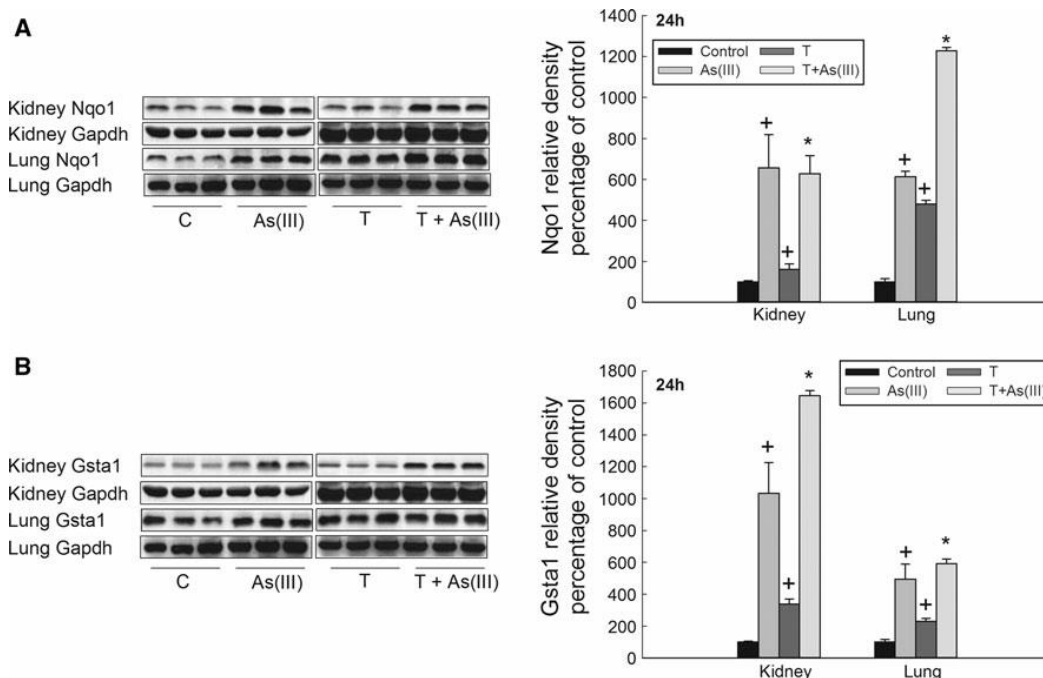 A
Kidney Nqo1
Kidney Gapdh
Lung Nqo1
Lung Gapdh
C As(III) T T + As(III)
Nqo1 relative density
percentage of control
1400
1200
1000
800
600
400
200
0
24h
Control T
As(III) T+As(III)
+ * + + + *
Kidney Lung
B
Kidney Gsta1
Kidney Gapdh
Lung Gsta1
Lung Gapdh
C As(III) T T + As(III)
Gsta1 relative density
percentage of control
1800
1600
1400
1200
1000
800
600
400
200
0
24h
Control T
As(III) T+As(III)
+ + * + + *
Kidney Lung